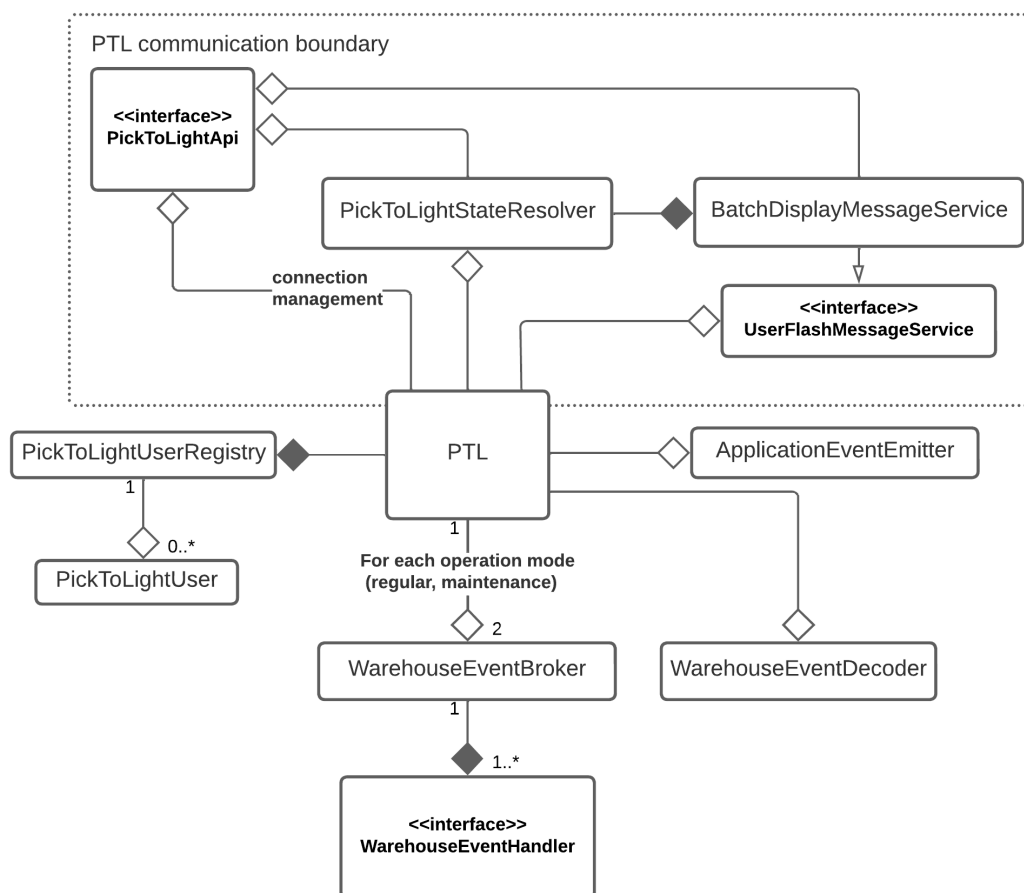 PTL communication boundary
<<interface>>
PickToLightApi
PickToLightStateResolver
BatchDisplayMessageService
connection
management
<<interface>>
UserFlashMessageService
PickToLightUserRegistry
PTL
ApplicationEventEmitter
1
0..*
PickToLightUser
1
For each operation mode
(regular, maintenance)
2
WarehouseEventBroker
WarehouseEventDecoder
1
1..*
<<interface>>
WarehouseEventHandler